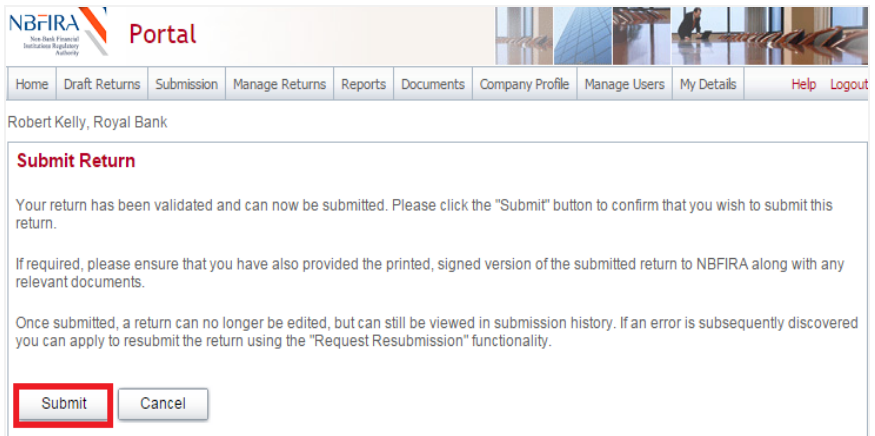 NBFIRA
Non-Bank Financial
Institutions Regulatory
Authority
Portal
Home Draft Returns Submission Manage Returns Reports Documents Company Profile Manage Users My Details Help Logout
Robert Kelly, Royal Bank
Submit Return
Your return has been validated and can now be submitted. Please click the "Submit" button to confirm that you wish to submit this
return.
If required, please ensure that you have also provided the printed, signed version of the submitted return to NBFIRA along with any
relevant documents.
Once submitted, a return can no longer be edited, but can still be viewed in submission history. If an error is subsequently discovered
you can apply to resubmit the return using the "Request Resubmission" functionality.
Submit Cancel